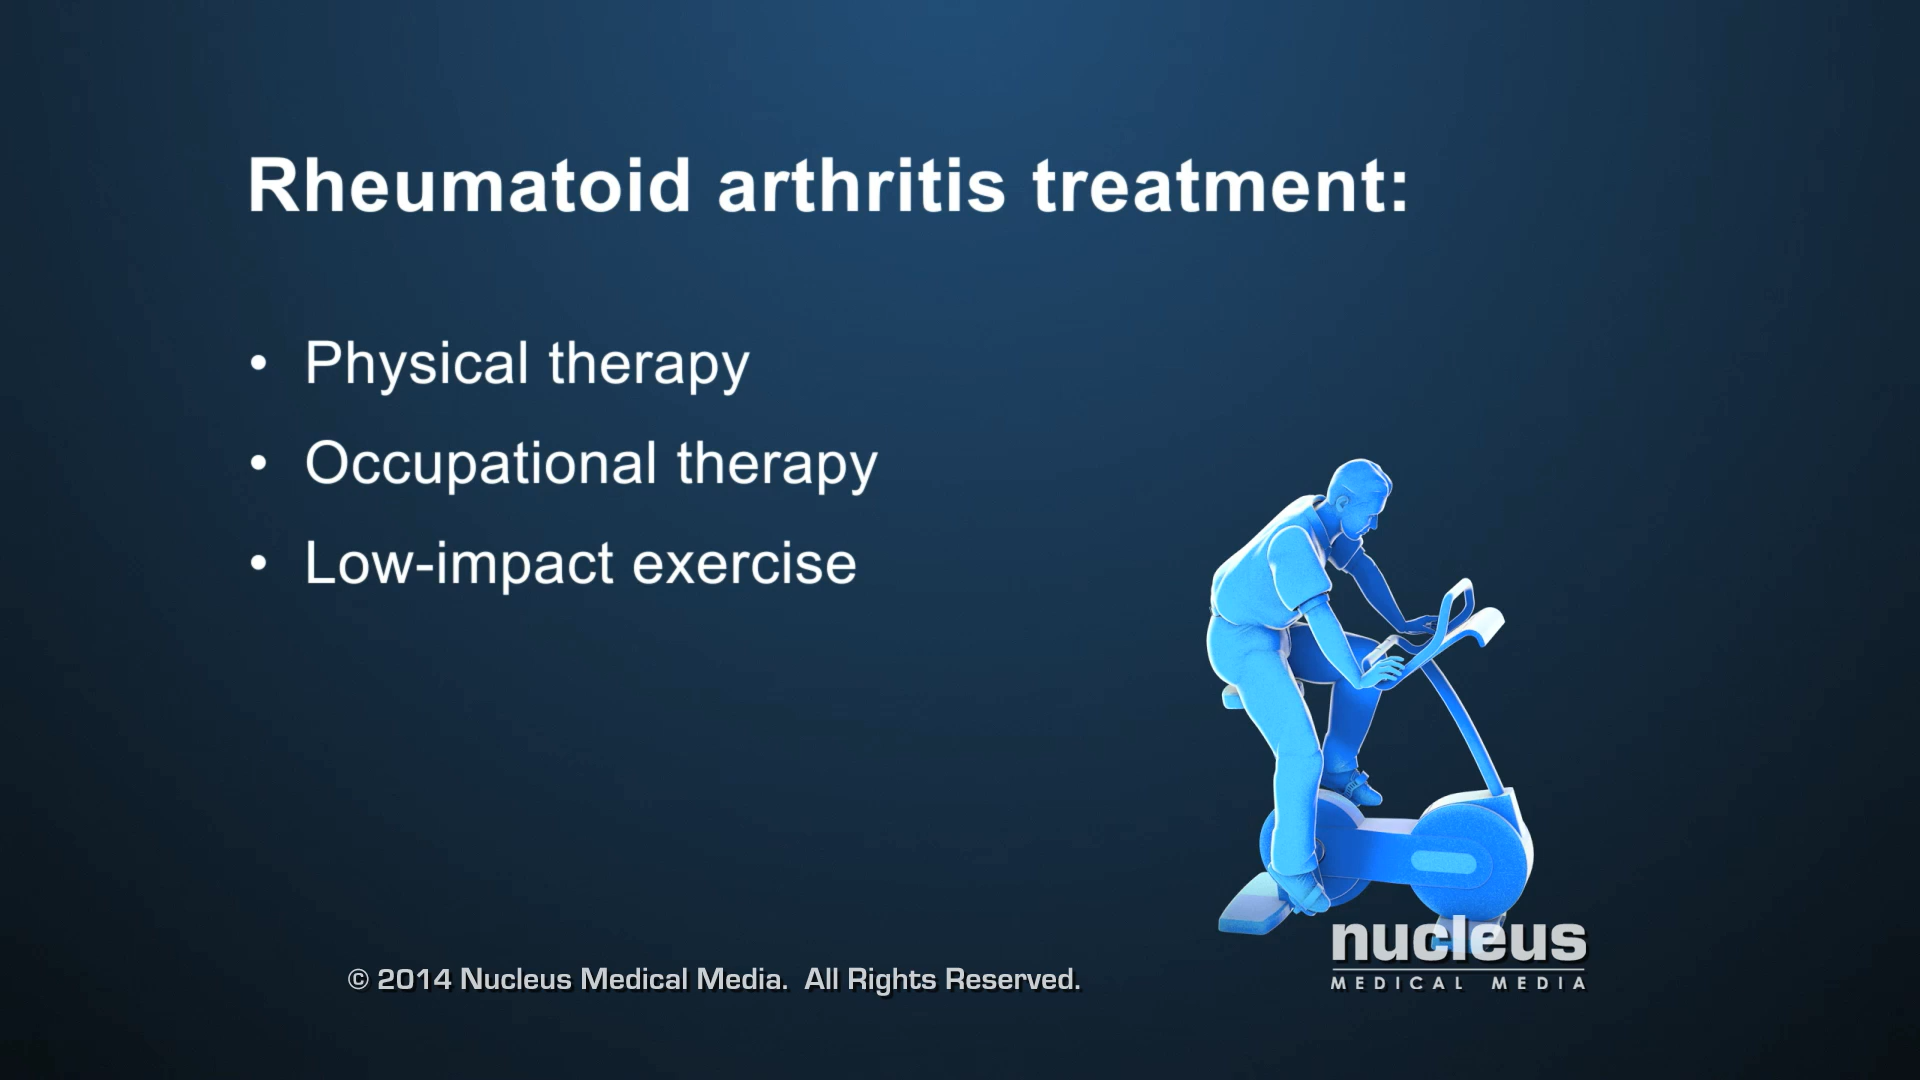 Rheumatoid arthritis treatment:
• Physical therapy
• Occupational therapy
• Low-impact exercise
nucleus
MEDICAL MEDIA
© 2014 Nucleus Medical Media. All Rights Reserved.